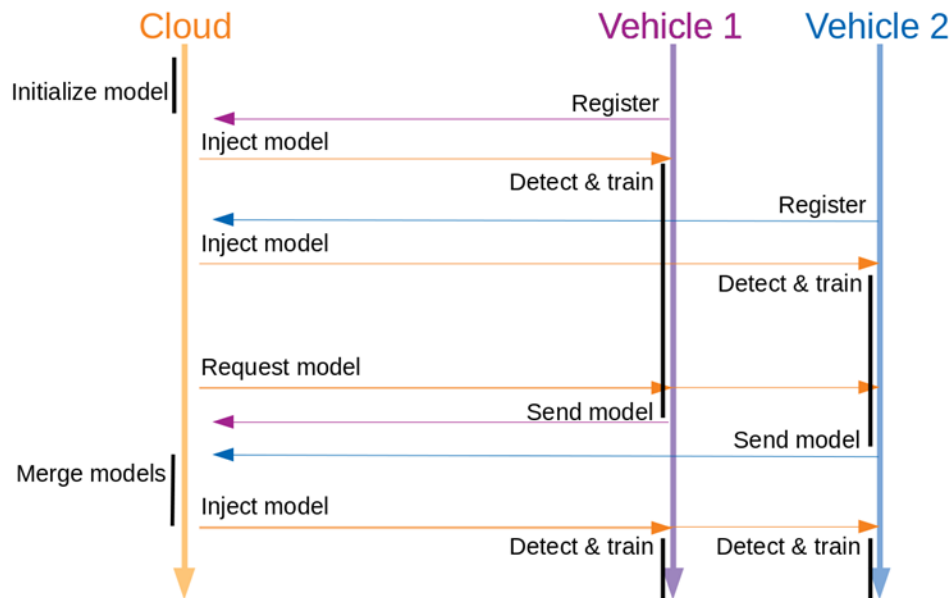 Cloud
Vehicle 1
Vehicle 2
Initialize model
Register
Inject model
Detect & train
Register
Inject model
Detect & train
Request model
Send model
Send model
Merge models
Inject model
Detect & train
Detect & train